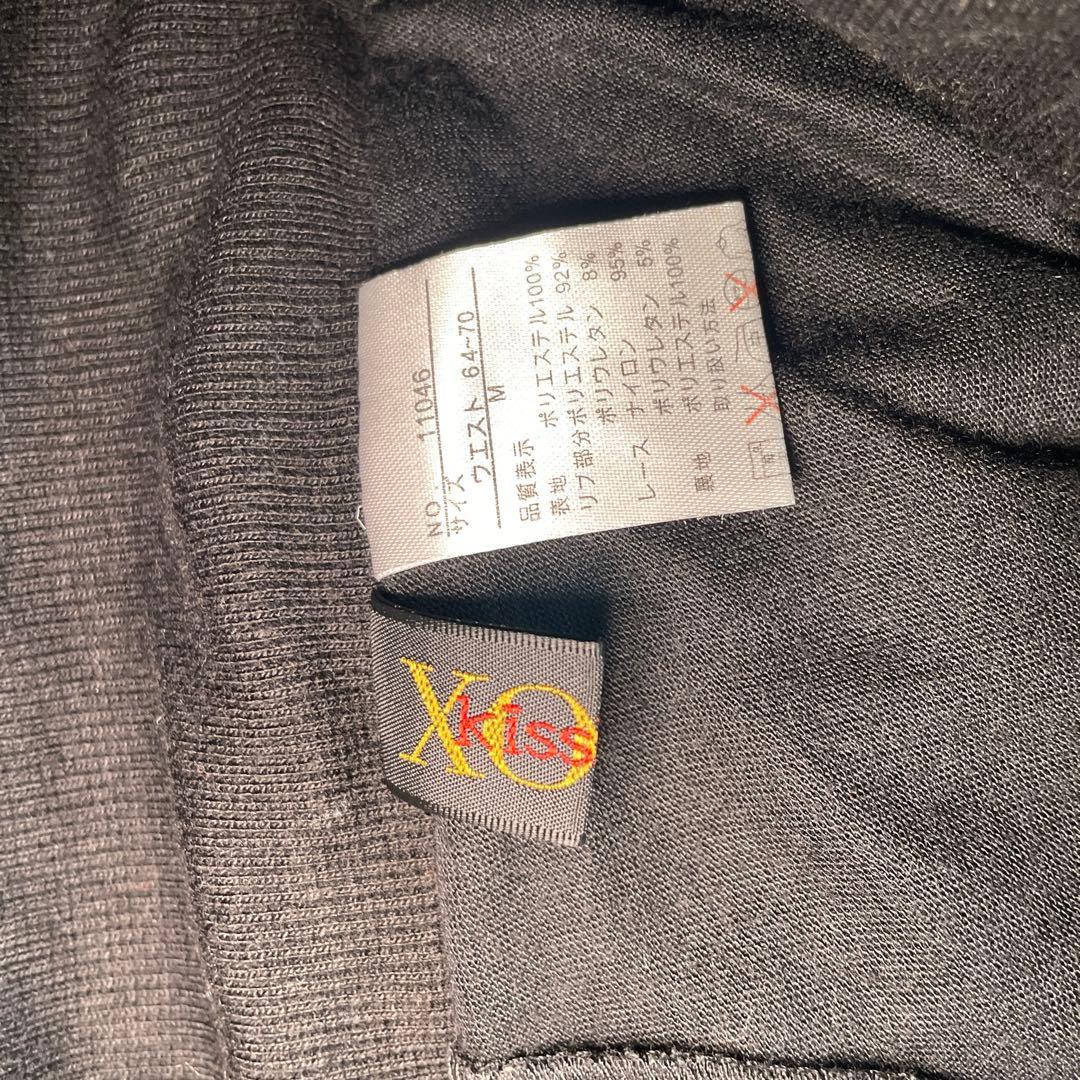 NO. 11046
サイズ
ウエスト 64~70
M
品質表示
表地 ポリエステル100%
リブ部分ポリエステル 92%
ポリウレタン 8%
レース ナイロン 95%
ポリウレタン 5%
裏地 ポリエステル100%
取り扱い方法
XO
kiss